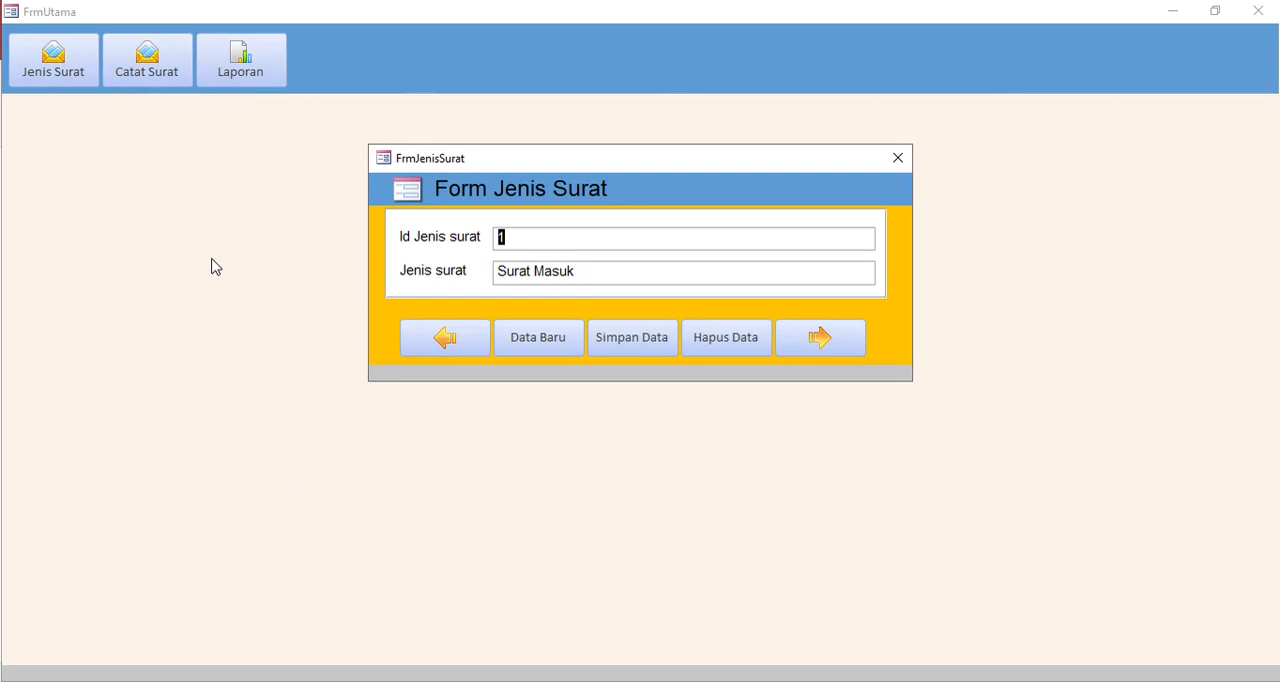 FrmUtama
Jenis Surat
Catat Surat
Laporan
FrmJenisSurat
Form Jenis Surat
Id Jenis surat 1
Jenis surat Surat Masuk
Data Baru
Simpan Data
Hapus Data